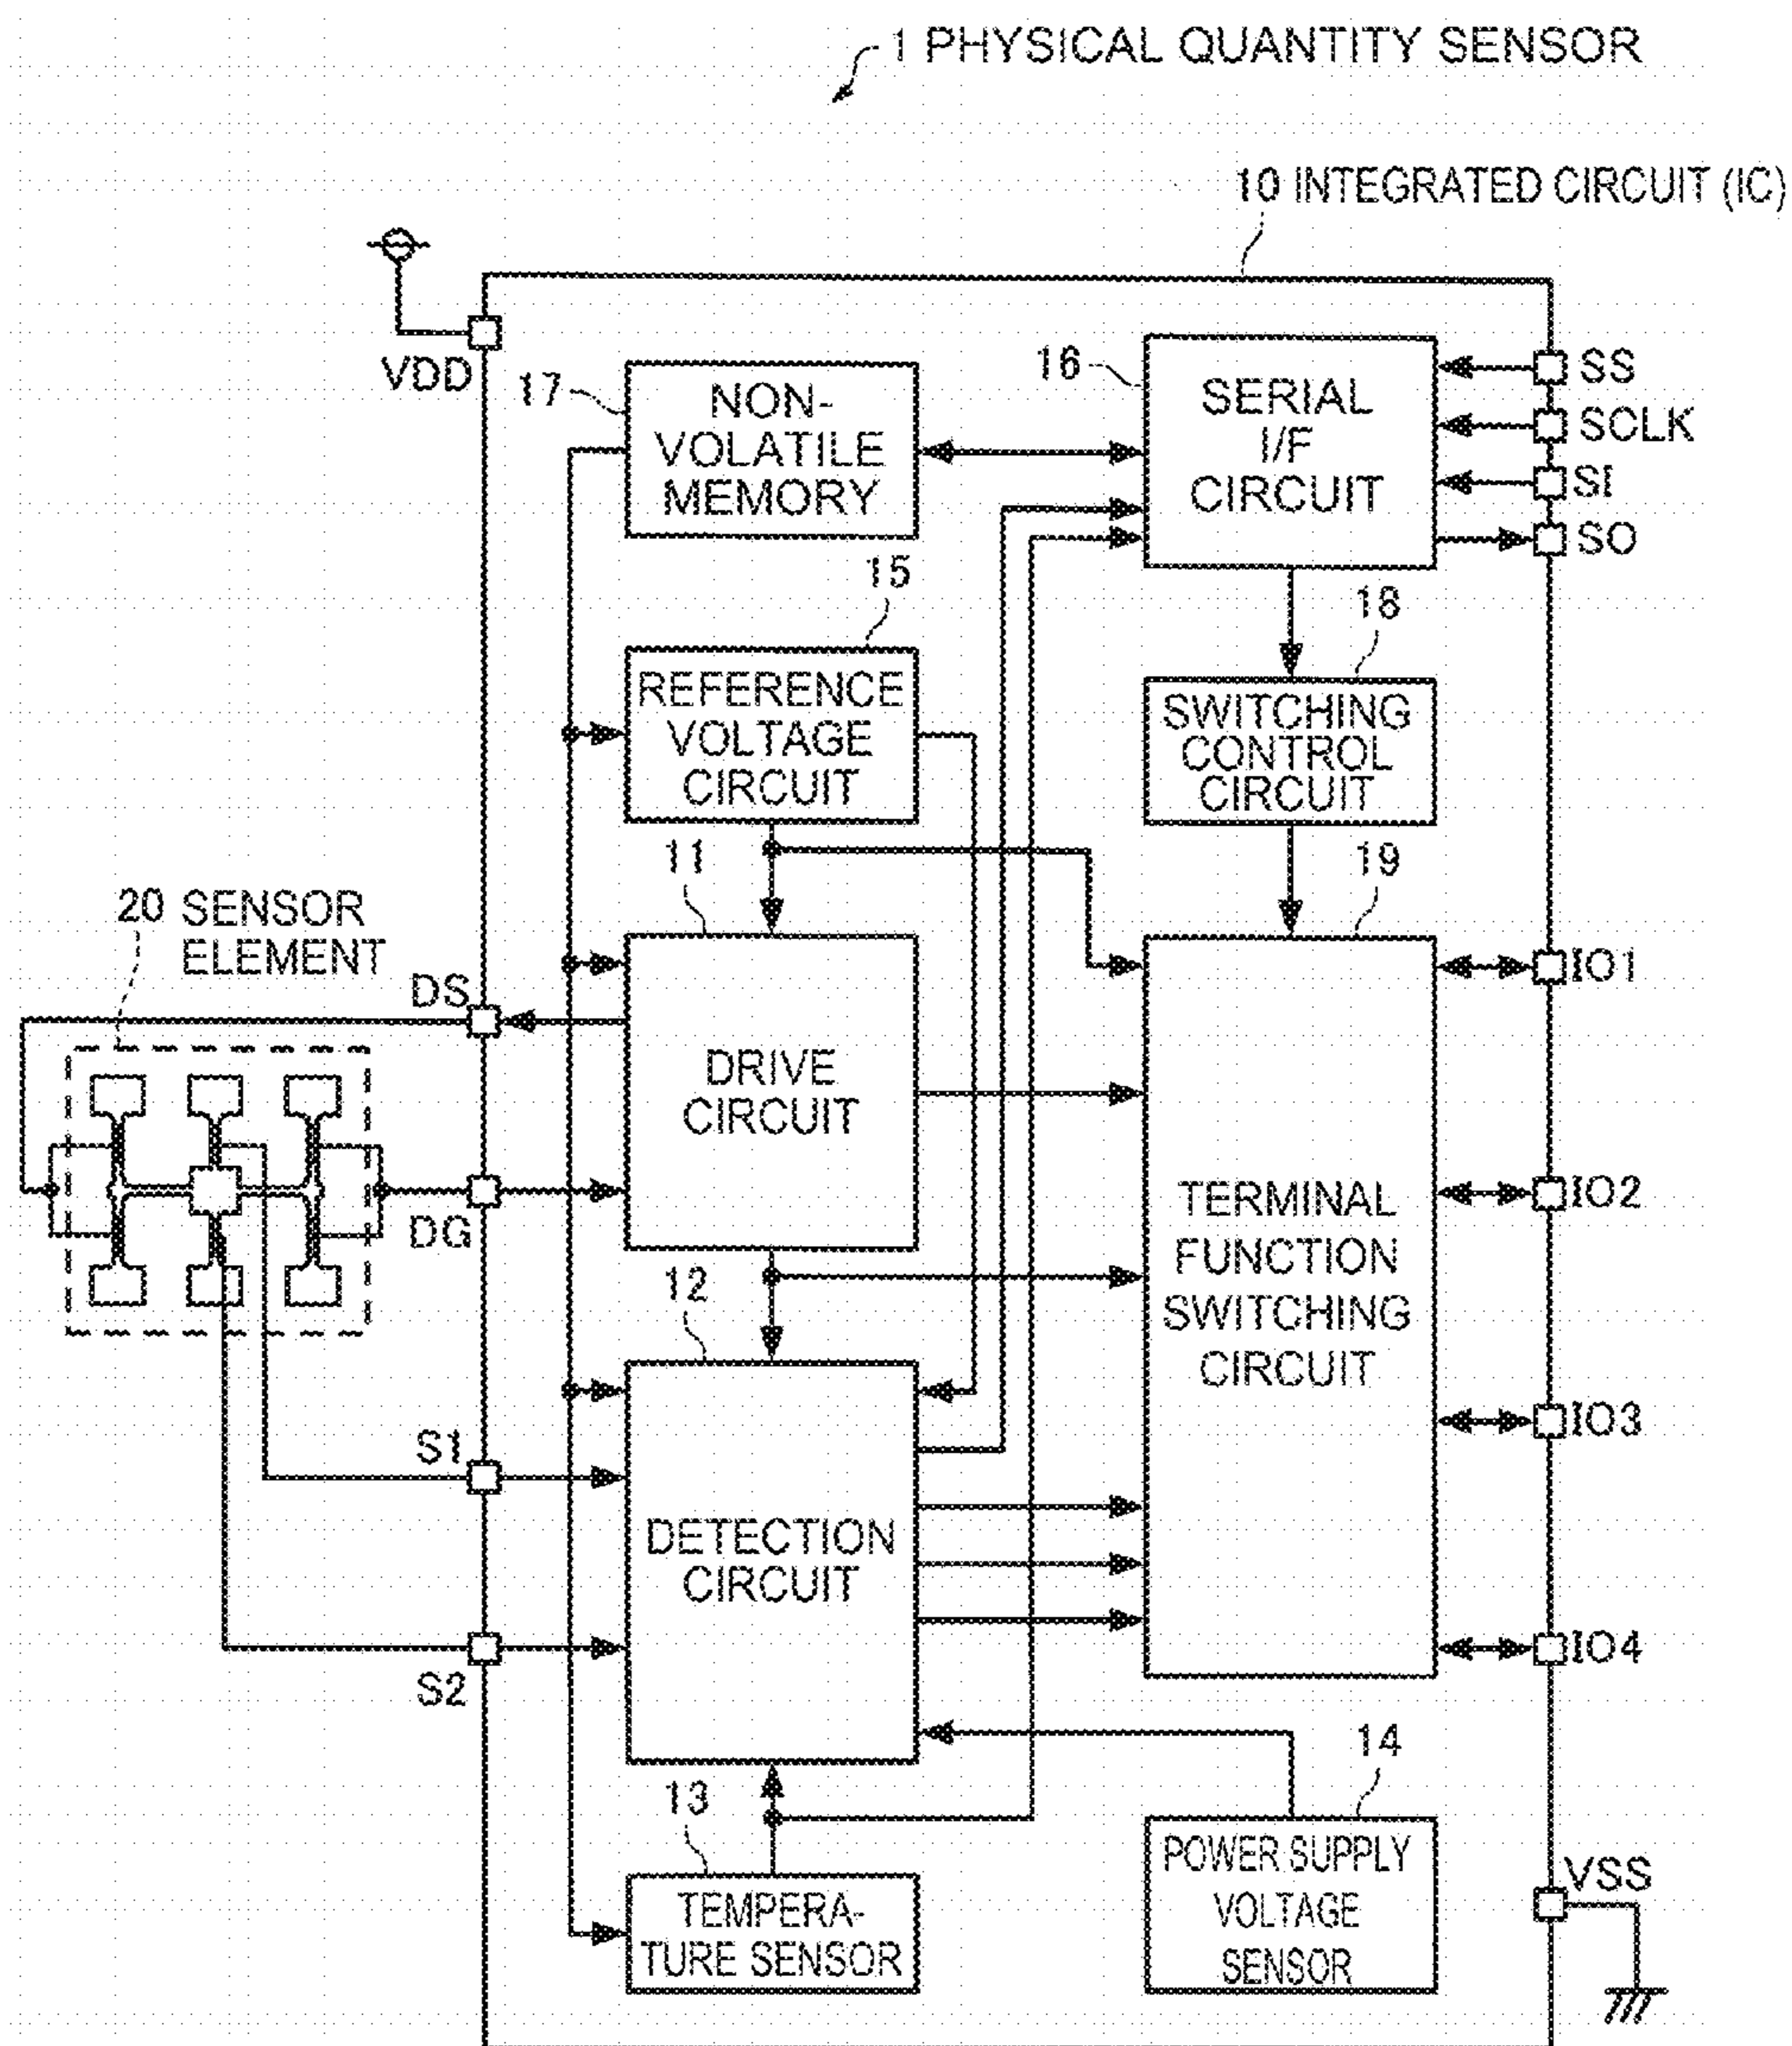 1 PHYSICAL QUANTITY SENSOR
10 INTEGRATED CIRCUIT (IC)
VDD
17
NON-
VOLATILE
MEMORY
16
SERIAL
I/F
CIRCUIT
SS
SCLK
SI
SO
15
REFERENCE
VOLTAGE
CIRCUIT
18
SWITCHING
CONTROL
CIRCUIT
20 SENSOR
ELEMENT
DS
DG
11
DRIVE
CIRCUIT
19
TERMINAL
FUNCTION
SWITCHING
CIRCUIT
IO1
IO2
IO3
IO4
12
S1
S2
DETECTION
CIRCUIT
13
TEMPERA-
TURE SENSOR
14
POWER SUPPLY
VOLTAGE
SENSOR
VSS